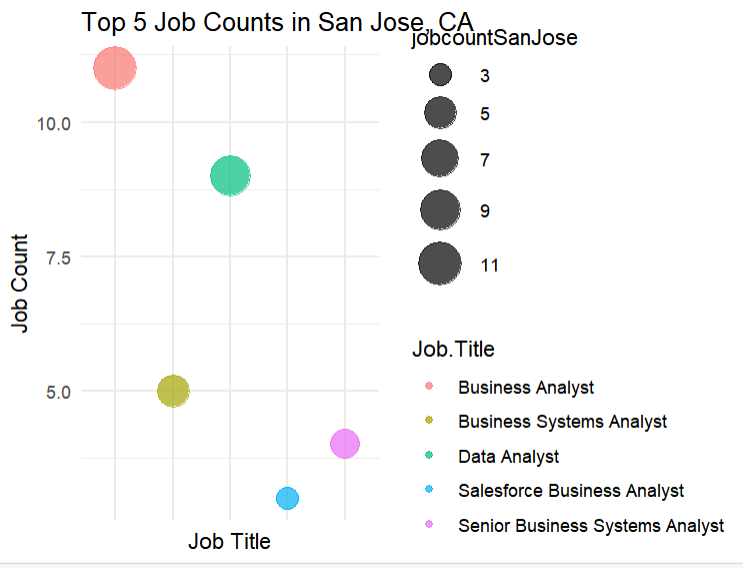 Top 5 Job Counts in San Jose, CA
jobcountSanJose
3
5
7
9
11
10.0
7.5
5.0
Job Count
Job Title
Job.Title
Business Analyst
Business Systems Analyst
Data Analyst
Salesforce Business Analyst
Senior Business Systems Analyst